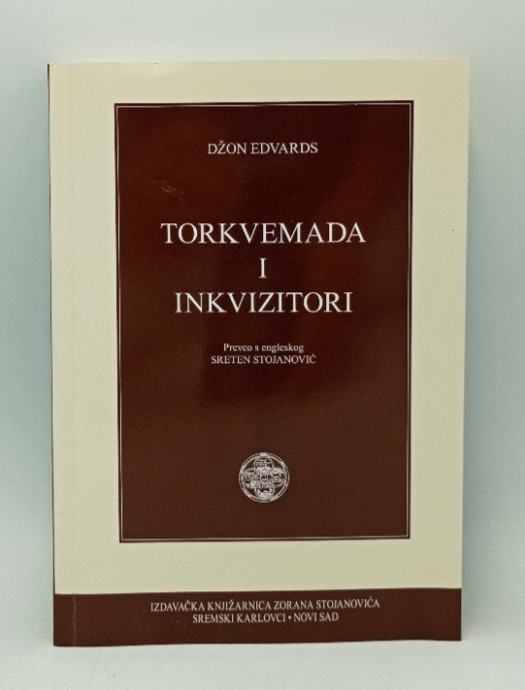 DŽON EDVARDS
TORKVEMADA
I
INKVIZITORI
Preveo s engleskog
SRETEN STOJANOVIĆ
IZDAVAČKA KNJIŽARNICA ZORANA STOJANOVIĆA
SREMSKI KARLOVCI • NOVI SAD